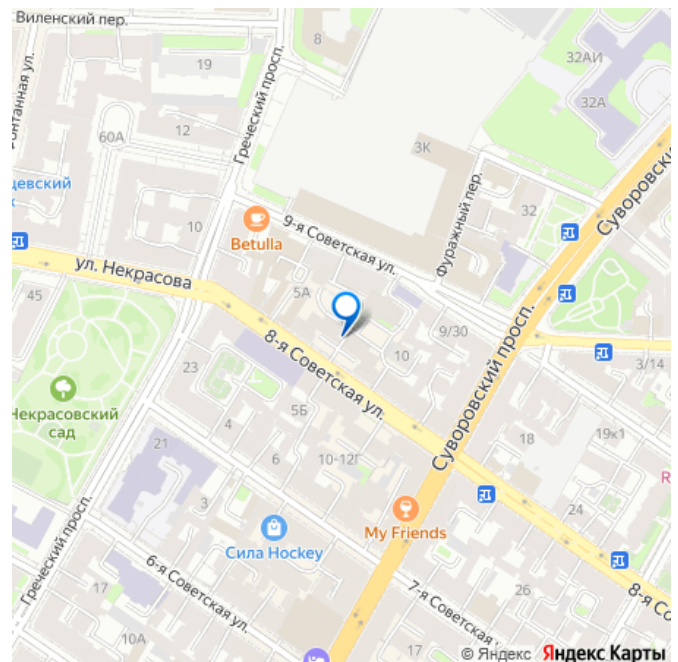 Виленский пер.
8
19
Греческий просп.
32АИ
32А
12
60А
3К
Суворовски
Фуражный пер.
32
10
Betulla
9-я Советская ул.
ул. Некрасова
45
5А
9/30
3/14
8-я Советская ул.
10
Суворовский просп.
23
Некрасовский
сад
5Б
4
21
6
10-12Г
18
19к1
R
3
My Friends
24
Сила Hockey
Греческий просп.
6-я Советская ул.
7-я Советская ул.
8-я Со
17
26
10А
17
© Яндекс Яндекс Карты